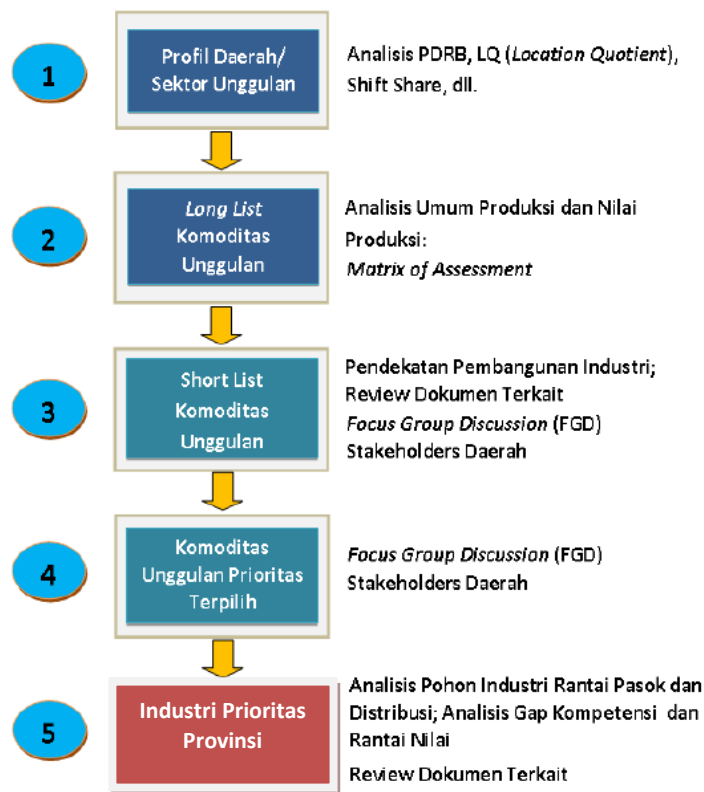 1
Profil Daerah/
Sektor Unggulan
Analisis PDRB, LQ (Location Quotient),
Shift Share, dll.
2
Long List
Komoditas
Unggulan
Analisis Umum Produksi dan Nilai
Produksi:
Matrix of Assessment
3
Short List
Komoditas
Unggulan
Pendekatan Pembangunan Industri;
Review Dokumen Terkait
Focus Group Discussion (FGD)
Stakeholders Daerah
4
Komoditas
Unggulan Prioritas
Terpilih
Focus Group Discussion (FGD)
Stakeholders Daerah
5
Industri Prioritas
Provinsi
Analisis Pohon Industri Rantai Pasok dan
Distribusi; Analisis Gap Kompetensi dan
Rantai Nilai
Review Dokumen Terkait